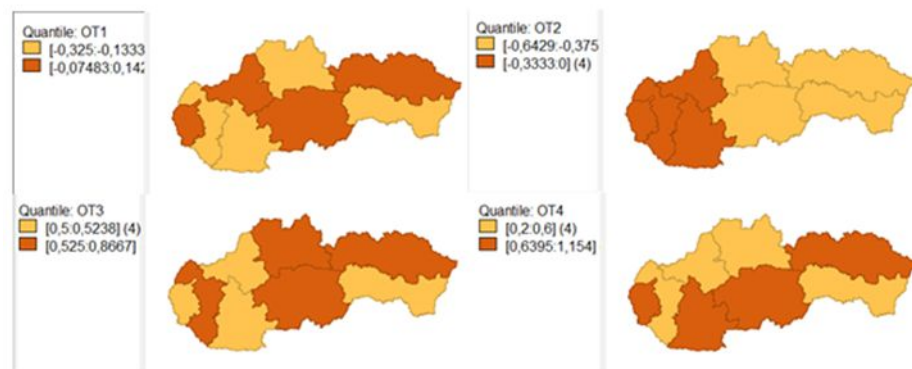 Quantile: OT1
[-0,325:-0,1333
[-0,07483:0,142
Quantile: OT2
[-0,6429:-0,375
[-0,3333:0] (4)
Quantile: OT3
[0,5:0,5238] (4)
[0,525:0,8667]
Quantile: OT4
[0,2:0,6] (4)
[0,6395:1,154]